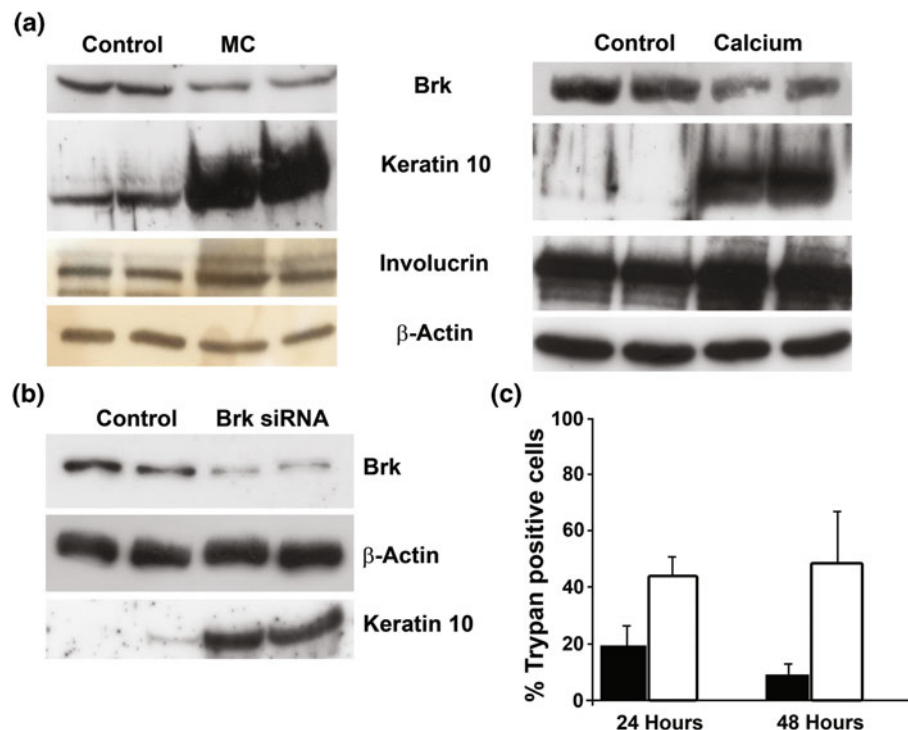 (a)
Control MC
Control Calcium
Brk
Keratin 10
Involucrin
β-Actin
(b)
Control Brk siRNA
Brk
β-Actin
Keratin 10
(c)
% Trypan positive cells
100
80
60
40
20
0
24 Hours 48 Hours